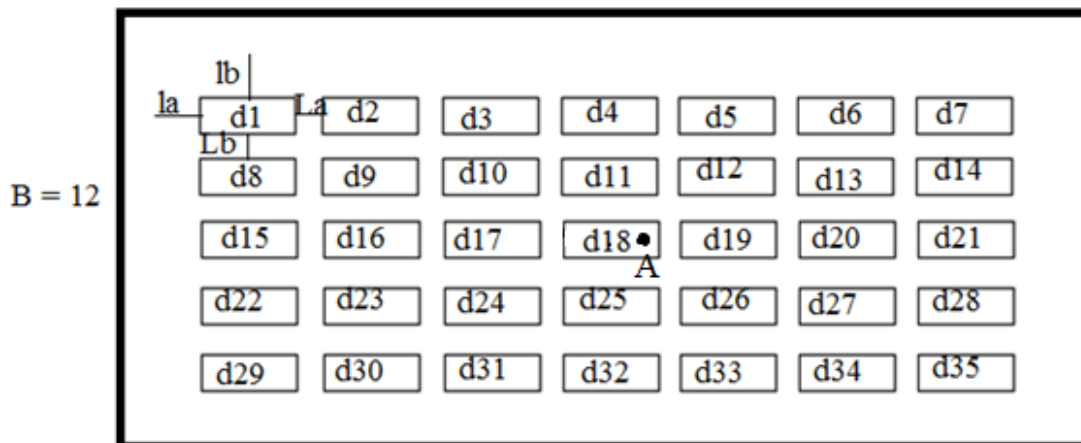 lb
la
d1 La d2 d3 d4 d5 d6 d7
Lb
d8 d9 d10 d11 d12 d13 d14
B = 12
d15 d16 d17 d18 d19 d20 d21
A
d22 d23 d24 d25 d26 d27 d28
d29 d30 d31 d32 d33 d34 d35